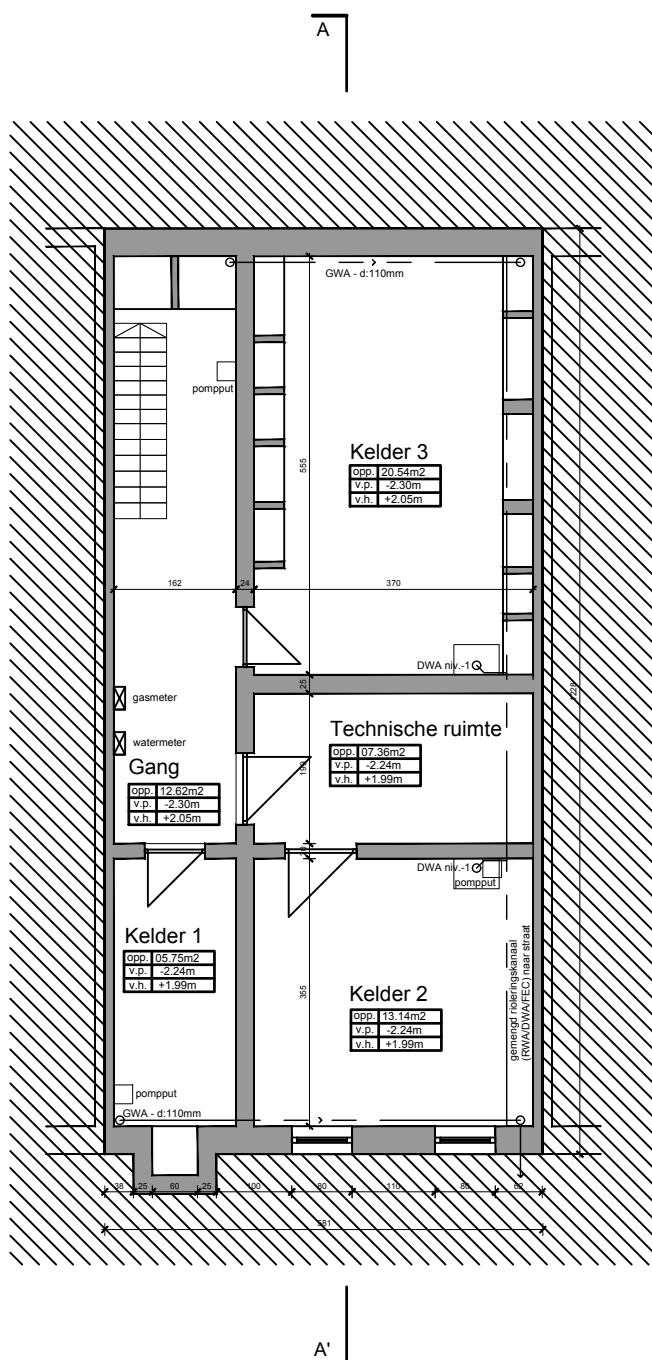 A
GWA - d:110mm
pompput
Kelder 3
opp. 20.54m2
v.p. -2.30m
v.h. +2.05m
555
162
24
370
DWA niv.-1
25
1228
gasmeter
watermeter
Technische ruimte
opp. 07.36m2
v.p. -2.24m
v.h. +1.99m
Gang
opp. 12.62m2
v.p. -2.30m
v.h. +2.05m
DWA niv.-1
pompput
Kelder 1
opp. 05.75m2
v.p. -2.24m
v.h. +1.99m
gemengd rioleringskanaal
(RWA/DWA/FEC) naar straat
Kelder 2
opp. 13.14m2
v.p. -2.24m
v.h. +1.99m
355
pompput
GWA - d:110mm
38
25
60
25
100
80
110
80
62
581
A'